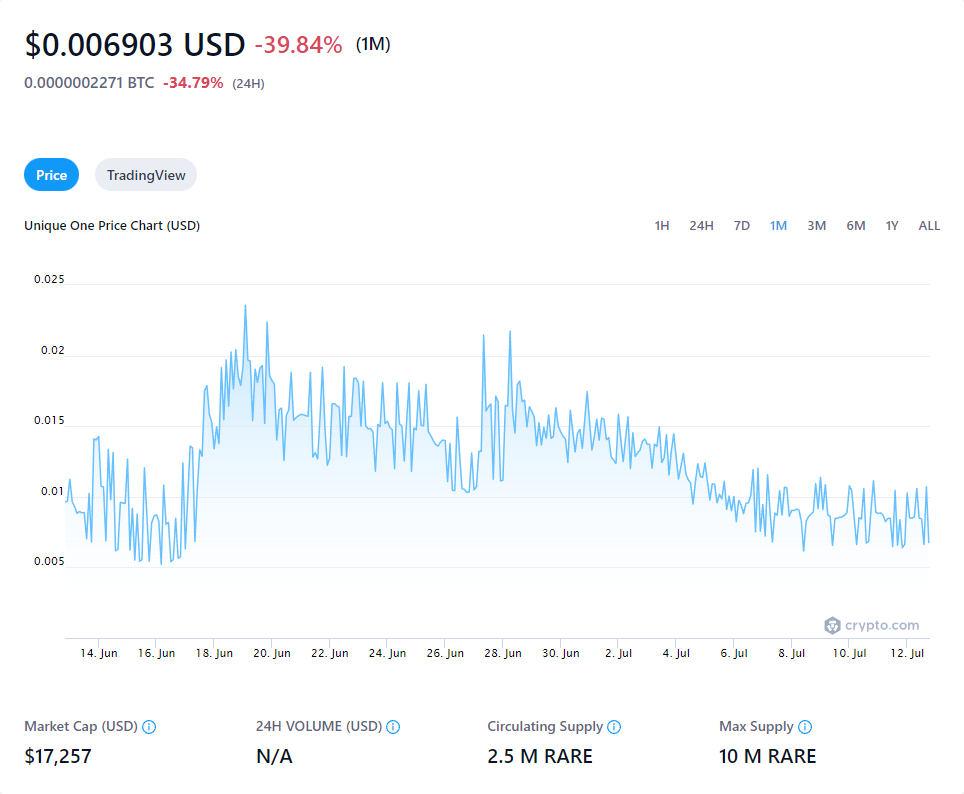 $0.006903 USD -39.84% (1M)
0.0000002271 BTC -34.79% (24H)
Price TradingView
Unique One Price Chart (USD) 1H 24H 7D 1M 3M 6M 1Y ALL
0.025
0.02
0.015
0.01
0.005
crypto.com
14. Jun 16. Jun 18. Jun 20. Jun 22. Jun 24. Jun 26. Jun 28. Jun 30. Jun 2. Jul 4. Jul 6. Jul 8. Jul 10. Jul 12. Jul
Market Cap (USD) 24H VOLUME (USD) Circulating Supply Max Supply
$17,257 N/A 2.5 M RARE 10 M RARE